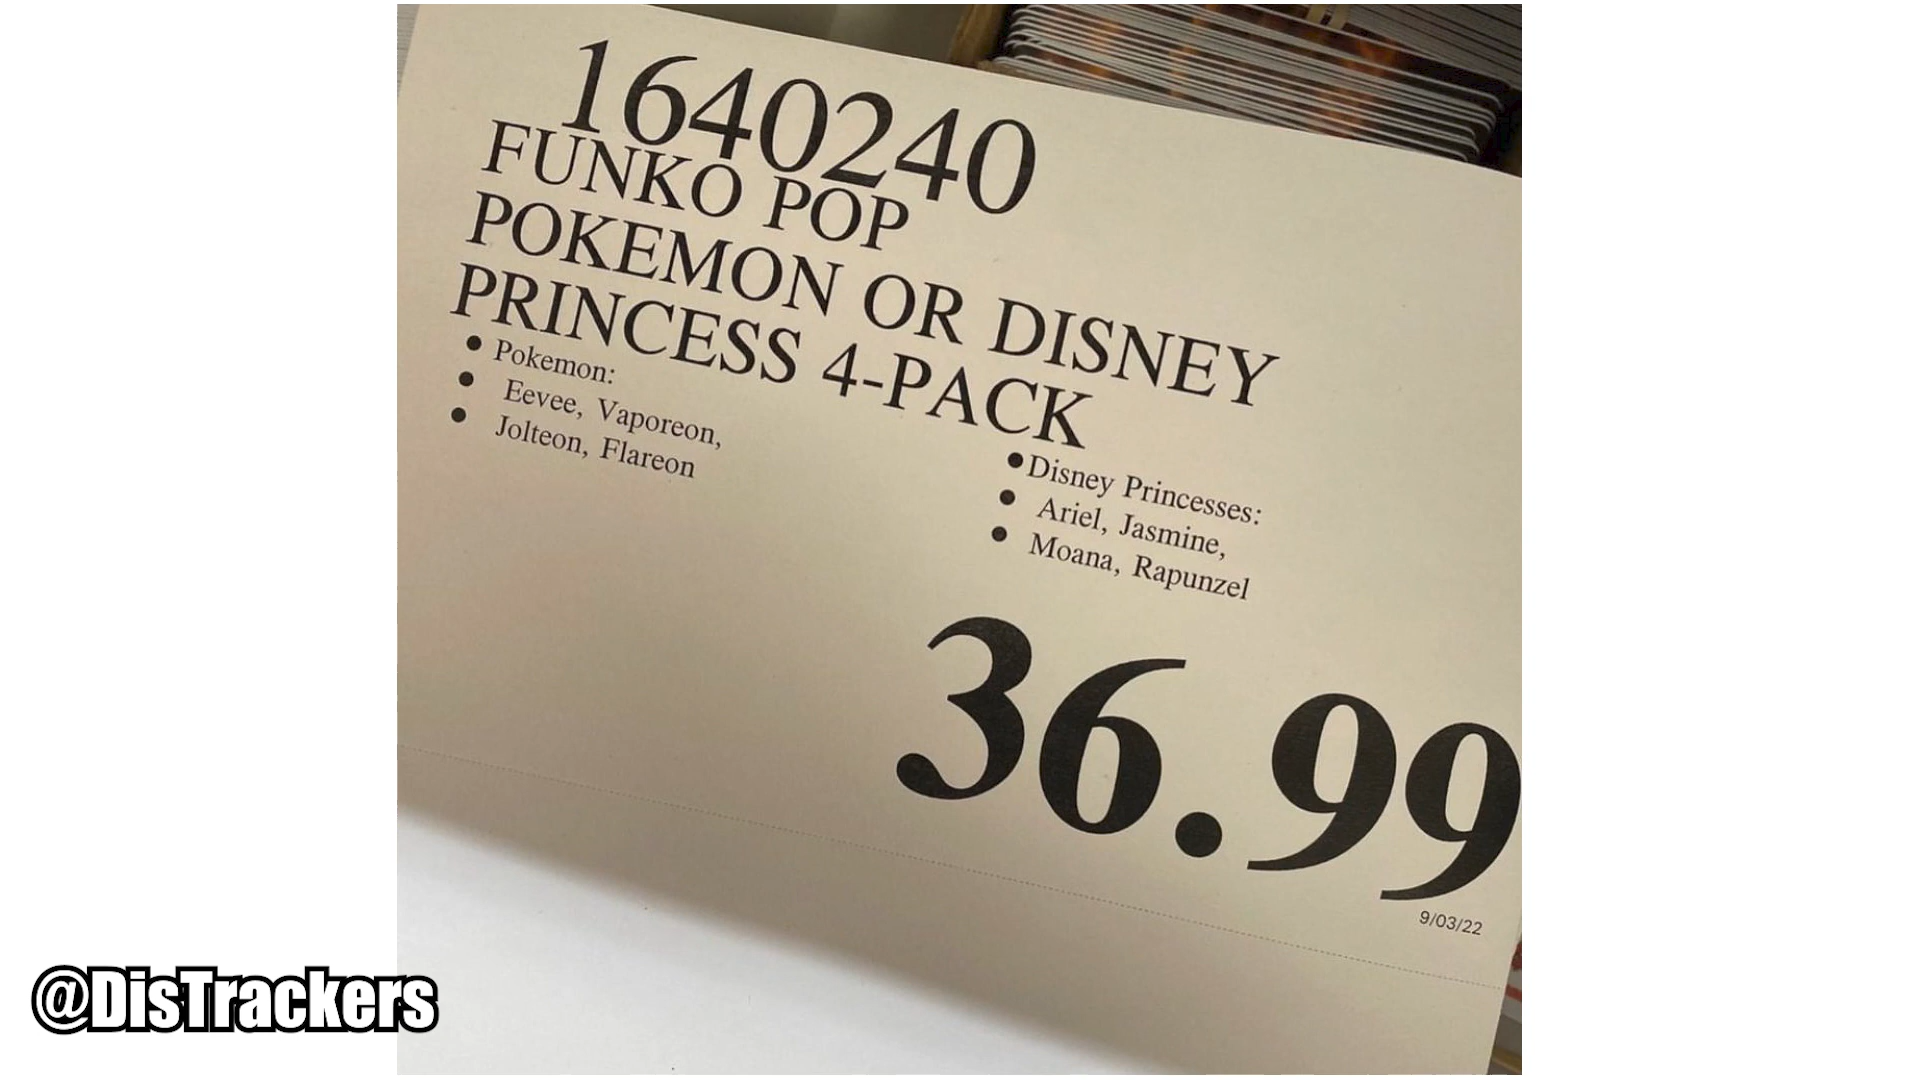 1640240
FUNKO POP
POKEMON OR DISNEY
PRINCESS 4-PACK
• Pokemon:
• Eevee, Vaporeon,
• Jolteon, Flareon
• Disney Princesses:
• Ariel, Jasmine,
• Moana, Rapunzel
36.99
9/03/22
@DisTrackers